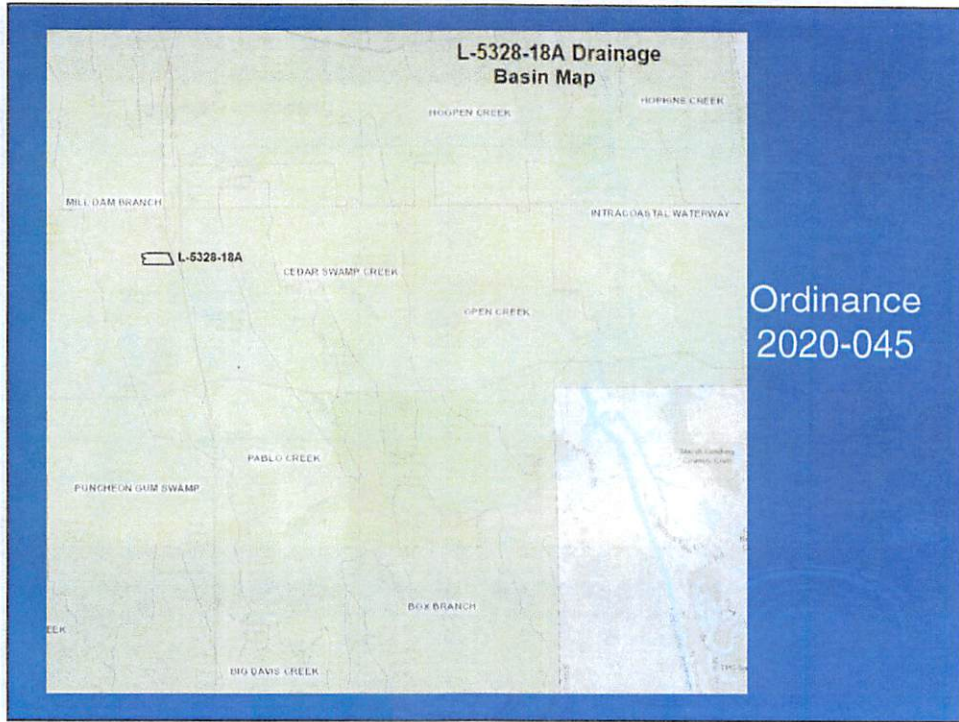 L-5328-18A Drainage
Basin Map
HOPKINS CREEK
HOGPEN CREEK
MILL DAM BRANCH
INTRACOASTAL WATERWAY
L-5328-18A
CEDAR SWAMP CREEK
OPEN CREEK
Ordinance
2020-045
PABLO CREEK
PUNCHEON GUM SWAMP
BOX BRANCH
EEK
BIG DAVIS CREEK